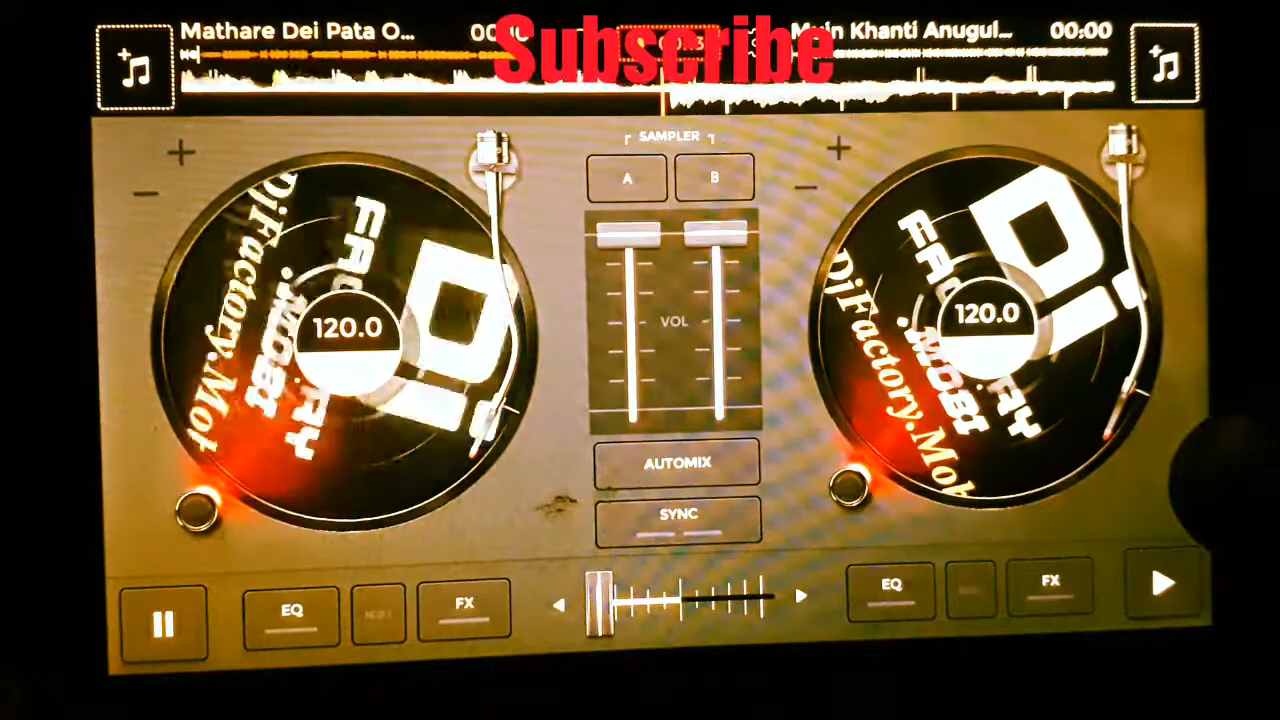 Subscribe
Mathare Dei Pata O...
Khanti Anugul...
00:00
SAMPLER
A
B
VOL
120.0
120.0
Dj
FACTORY
.MOBI
DjFactory.Mob
Dj
FACTORY
.MOBI
DjFactory.Mob
AUTOMIX
SYNC
EQ
FX
EQ
FX